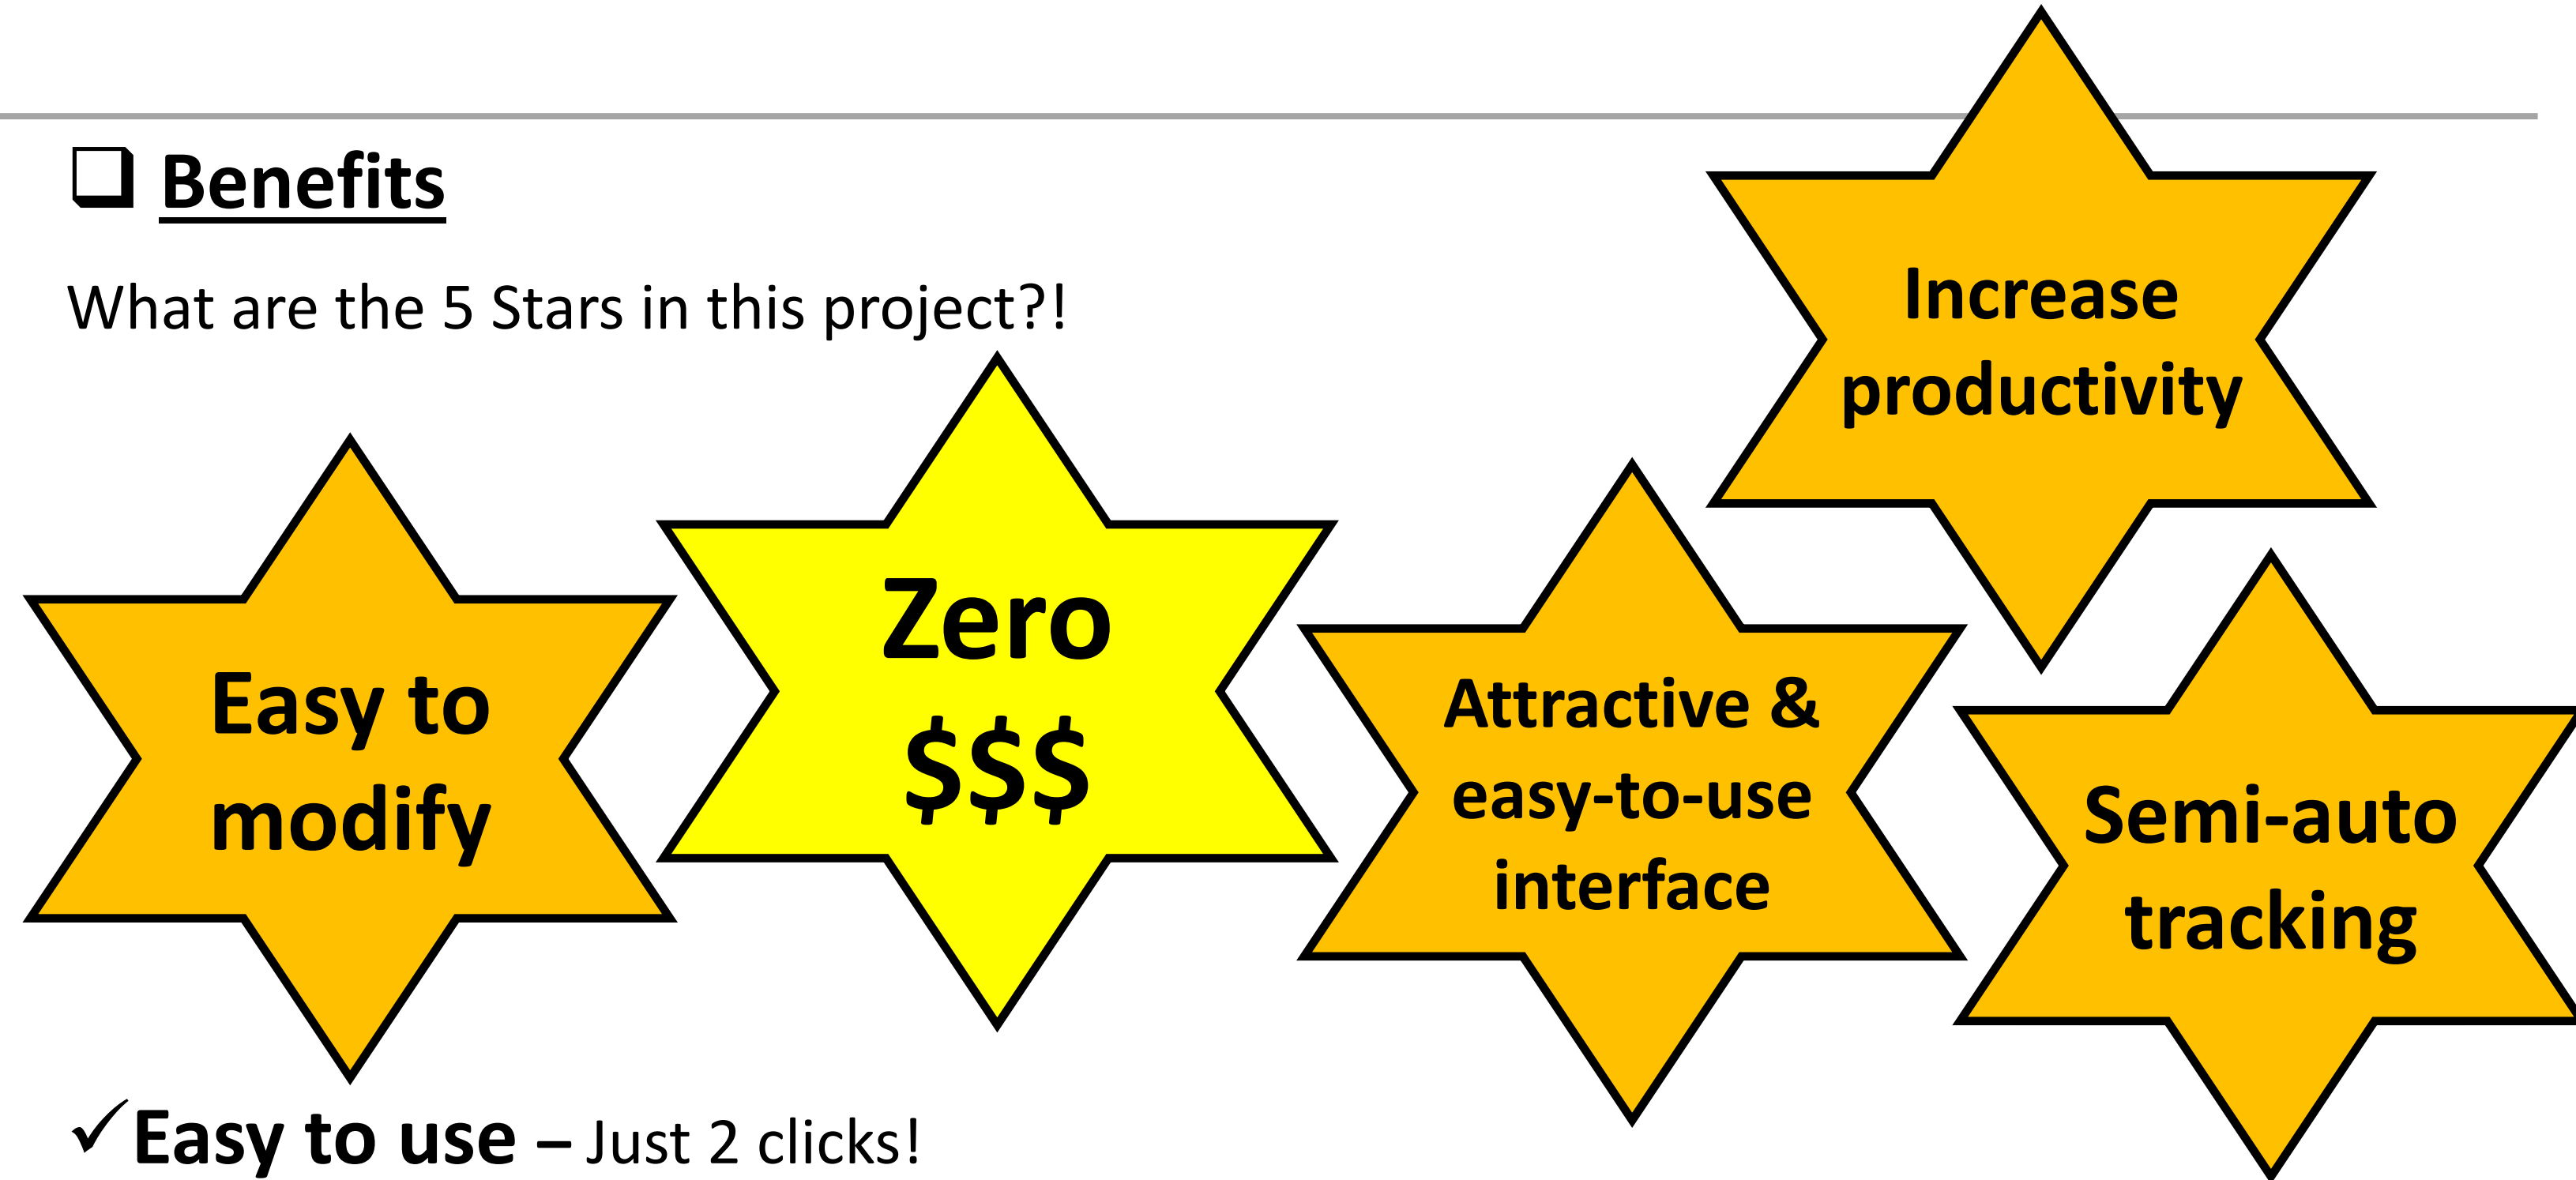 ❑ Benefits
What are the 5 Stars in this project?!
Easy to
modify
Zero
$$$
Attractive &
easy-to-use
interface
Increase
productivity
Semi-auto
tracking
✓Easy to use – Just 2 clicks!